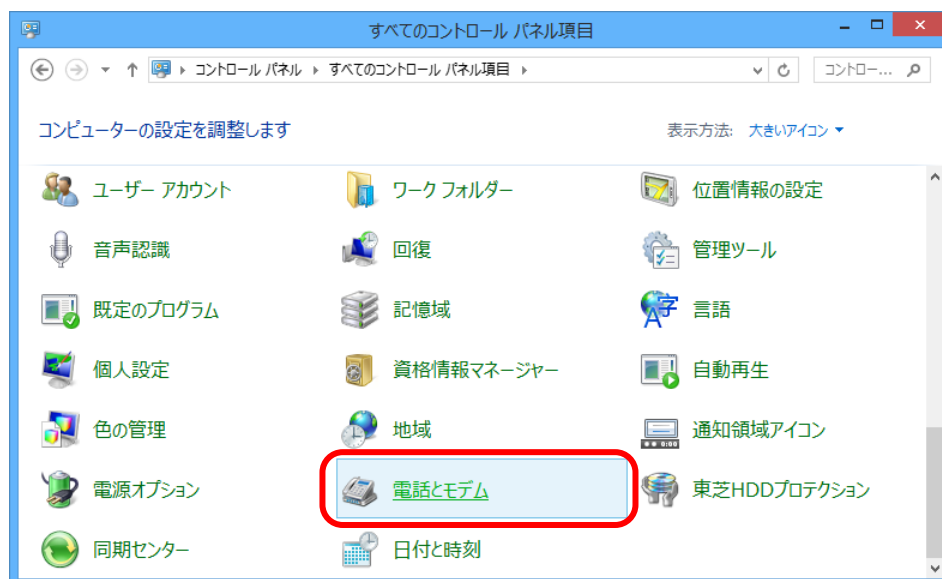 すべてのコントロール パネル項目
コントロール パネル すべてのコントロール パネル項目 コントロー...
コンピューターの設定を調整します 表示方法: 大きいアイコン
ユーザー アカウント ワーク フォルダー 位置情報の設定
音声認識 回復 管理ツール
既定のプログラム 記憶域 字 A 言語
個人設定 資格情報マネージャー 自動再生
色の管理 地域 通知領域アイコン
電源オプション 電話とモデム 東芝HDDプロテクション
同期センター 日付と時刻